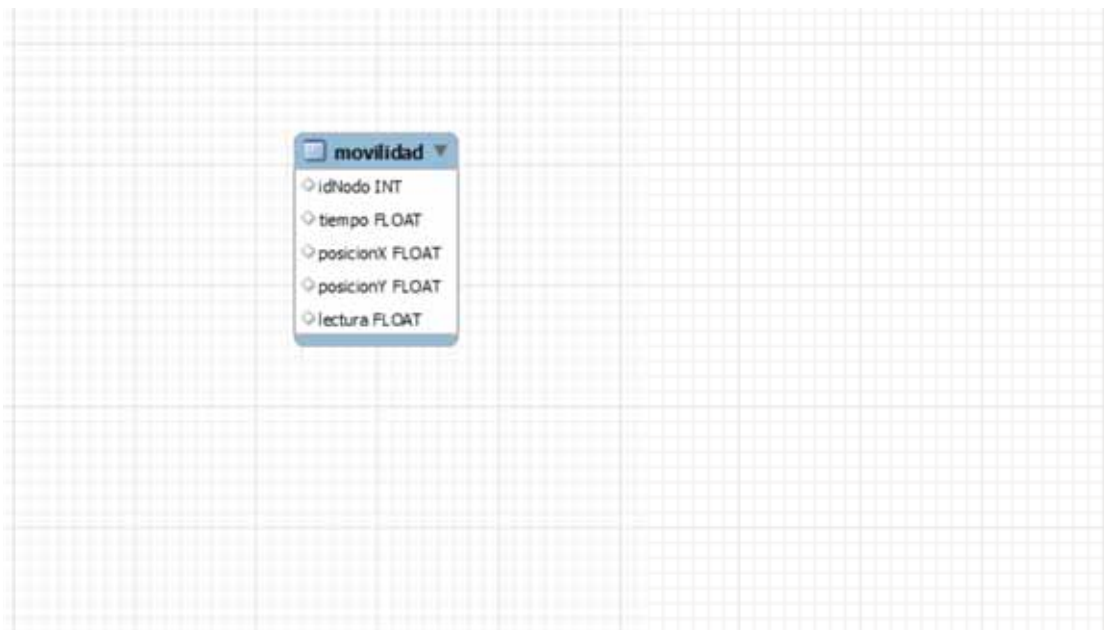 movilidad
idNodo INT
tiempo FLOAT
posicionX FLOAT
posicionY FLOAT
lectura FLOAT